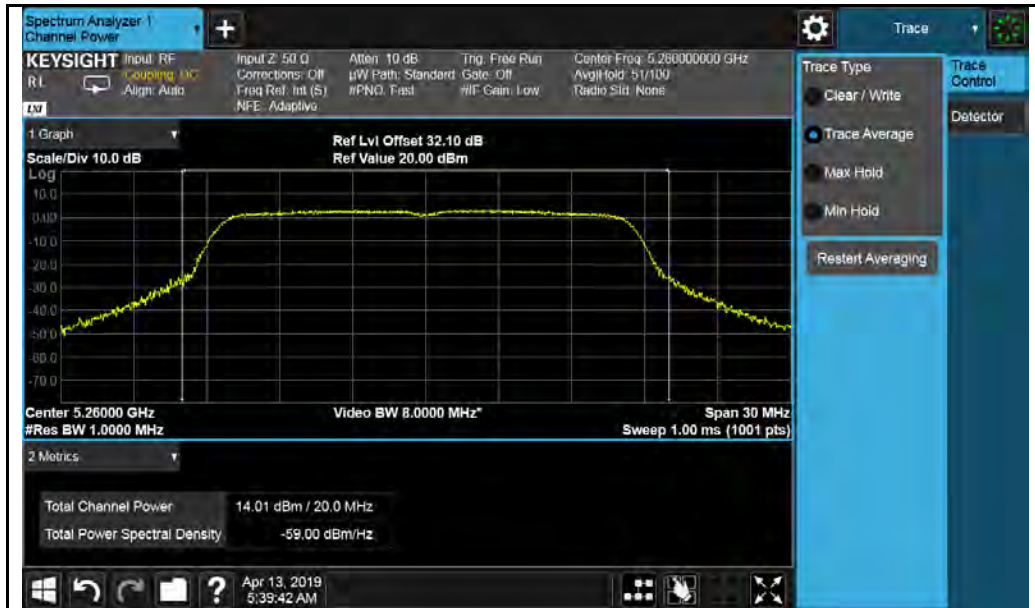 Spectrum Analyzer 1
Channel Power
Trace
KEYSIGHT Input: RF Input Z: 50 Ω Atten: 10 dB Trig: Free Run Center Freq: 5.260000000 GHz
RL Coupling: DC Corrections: Off µW Path: Standard Gate: Off Avg|Hold: 51/100
Align: Auto Freq Ref: Int (S) #PNO: Fast #IF Gain: Low Radio Std: None
LXI NFE: Adaptive
Trace Type
Clear / Write
Trace Average
Max Hold
Min Hold
Restart Averaging
Trace
Control
Detector
1 Graph
Ref Lvl Offset 32.10 dB
Scale/Div 10.0 dB Ref Value 20.00 dBm
Log
10.0
0.00
-10.0
-20.0
-30.0
-40.0
-50.0
-60.0
-70.0
Center 5.26000 GHz Video BW 8.0000 MHz* Span 30 MHz
#Res BW 1.0000 MHz Sweep 1.00 ms (1001 pts)
2 Metrics
Total Channel Power 14.01 dBm / 20.0 MHz
Total Power Spectral Density -59.00 dBm/Hz
? Apr 13, 2019
5:39:42 AM